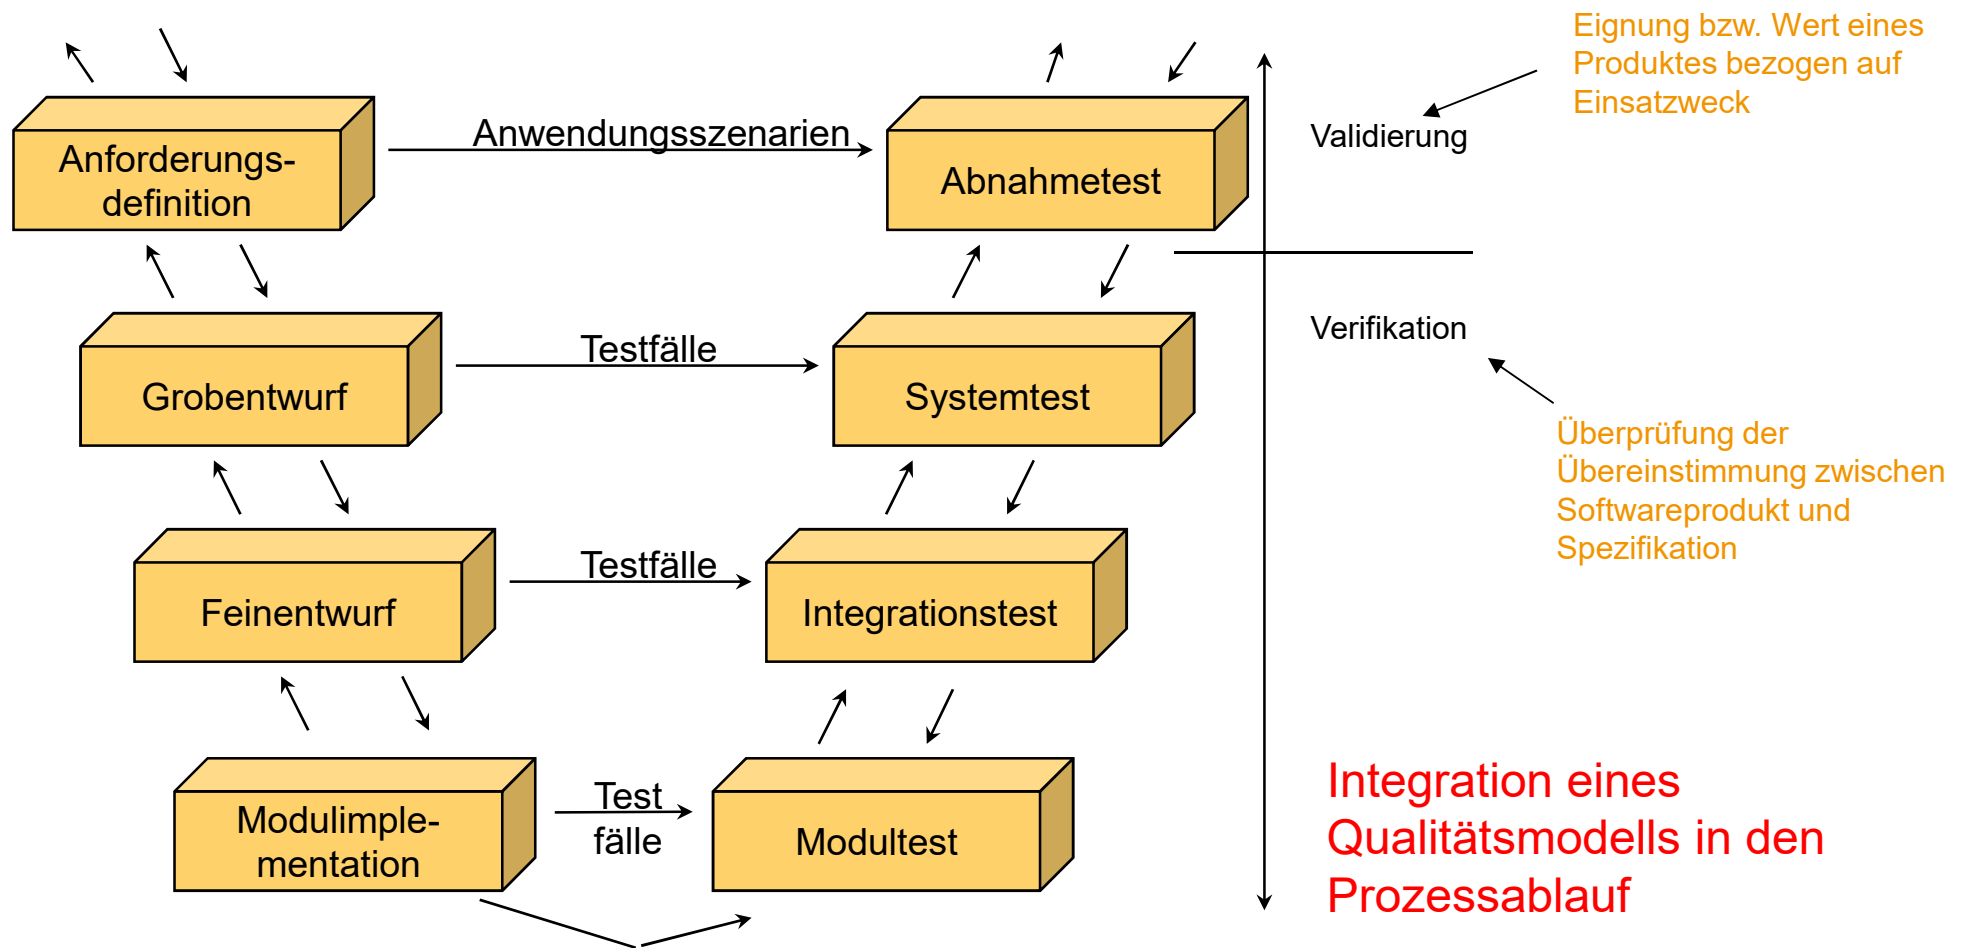 Eignung bzw. Wert eines
Produktes bezogen auf
Einsatzweck
Anforderungs-
definition
Anwendungsszenarien
Abnahmetest
Validierung
Grobentwurf
Testfälle
Systemtest
Verifikation
Überprüfung der
Übereinstimmung zwischen
Softwareprodukt und
Spezifikation
Feinentwurf
Testfälle
Integrationstest
Modulimple-
mentation
Test
fälle
Modultest
Integration eines
Qualitätsmodells in den
Prozessablauf